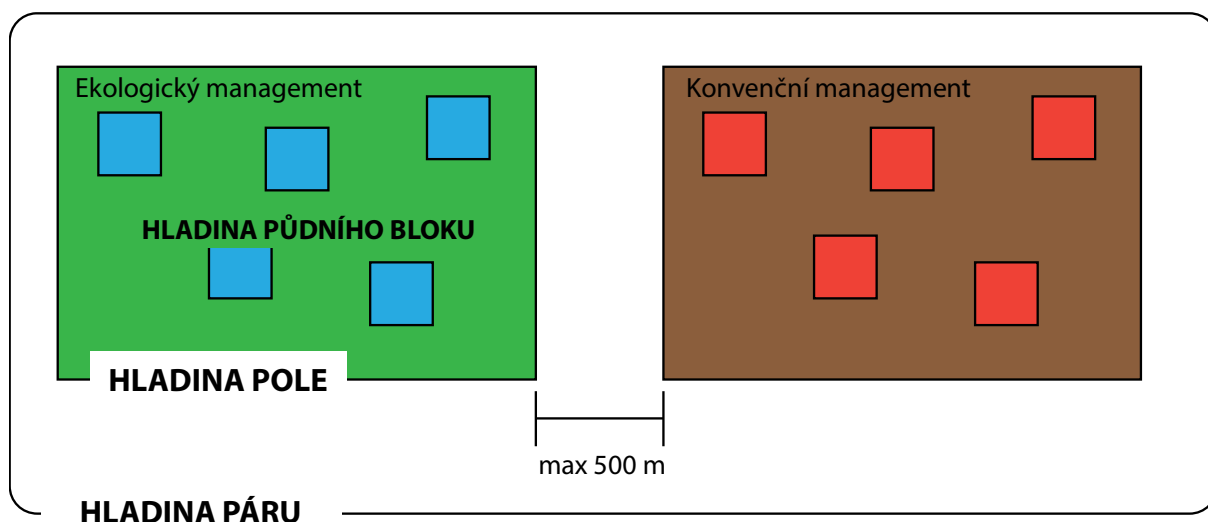 Ekologický management
Konvenční management
HLADINA PŮDNÍHO BLOKU
HLADINA POLE
max 500 m
HLADINA PÁRU